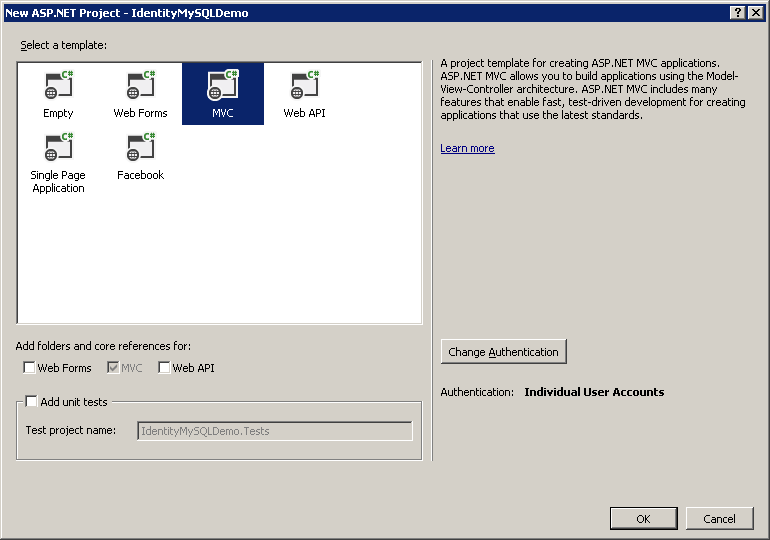 New ASP.NET Project - IdentityMySQLDemo
Select a template:
C# C# C# C#
Empty Web Forms MVC Web API
C# C#
Single Page Application Facebook
A project template for creating ASP.NET MVC applications.
ASP.NET MVC allows you to build applications using the Model-
View-Controller architecture. ASP.NET MVC includes many
features that enable fast, test-driven development for creating
applications that use the latest standards.
Learn more
Add folders and core references for:
Web Forms MVC Web API
Add unit tests
Test project name: IdentityMySQLDemo.Tests
Change Authentication
Authentication: Individual User Accounts
OK Cancel